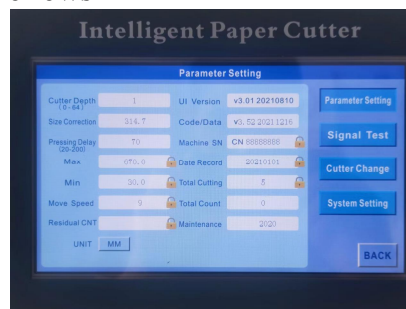 Intelligent Paper Cutter
Parameter Setting
Cutter Depth
(0-64)
1
UI Version
v3.01 20210810
Parameter Setting
Size Correction
314.7
Code/Data
v3.52 20211216
Pressing Delay
(20-200)
70
Machine SN
CN 88888888
Signal Test
Max
670.0
Date Record
20210101
Cutter Change
Min
30.0
Total Cutting
5
Move Speed
9
Total Count
0
System Setting
Residual CNT
Maintenance
2020
UNIT
MM
BACK